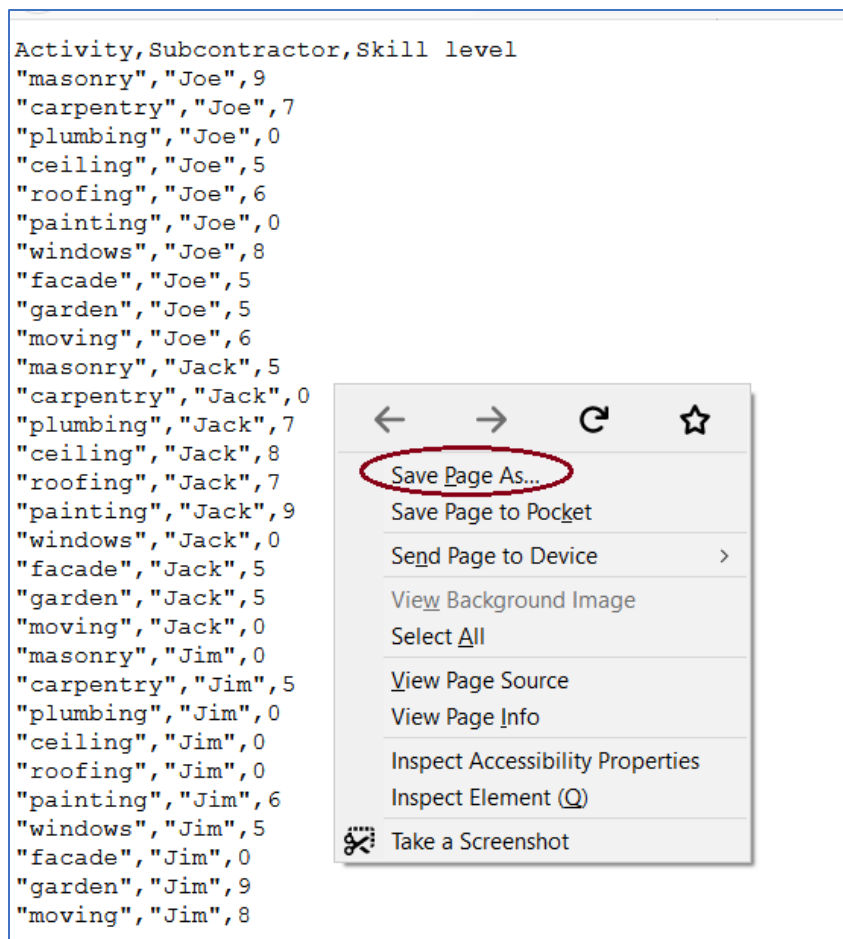 Activity,Subcontractor,Skill level
"masonry","Joe",9
"carpentry","Joe",7
"plumbing","Joe",0
"ceiling","Joe",5
"roofing","Joe",6
"painting","Joe",0
"windows","Joe",8
"facade","Joe",5
"garden","Joe",5
"moving","Joe",6
"masonry","Jack",5
"carpentry","Jack",0
"plumbing","Jack",7
"ceiling","Jack",8
"roofing","Jack",7
"painting","Jack",9
"windows","Jack",0
"facade","Jack",5
"garden","Jack",5
"moving","Jack",0
"masonry","Jim",0
"carpentry","Jim",5
"plumbing","Jim",0
"ceiling","Jim",0
"roofing","Jim",0
"painting","Jim",6
"windows","Jim",5
"facade","Jim",0
"garden","Jim",9
"moving","Jim",8
Save Page As...
Save Page to Pocket
Send Page to Device
View Background Image
Select All
View Page Source
View Page Info
Inspect Accessibility Properties
Inspect Element (Q)
Take a Screenshot